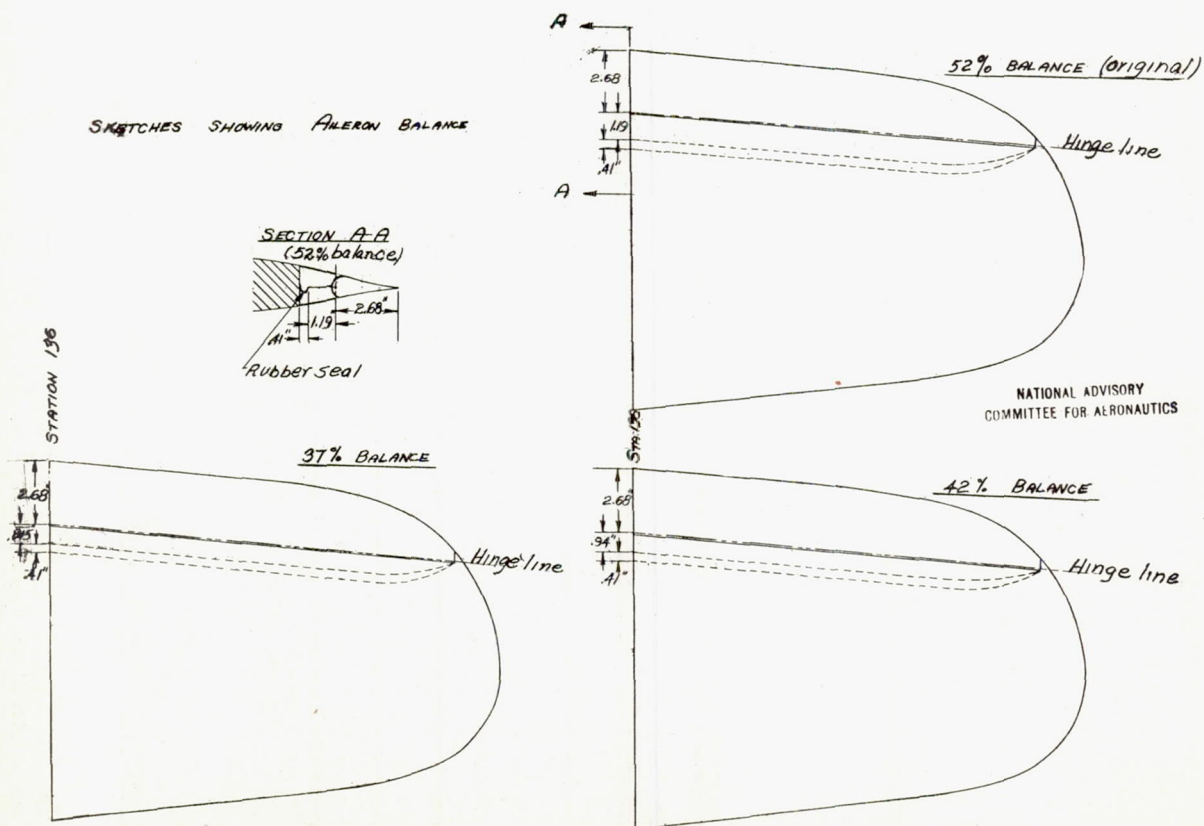 SKETCHES SHOWING AILERON BALANCE
A
52% BALANCE (original)
2.68
1.19
.41"
Hinge line
A
SECTION A-A
(52% balance)
2.68"
1.19
.41"
Rubber seal
NATIONAL ADVISORY
COMMITTEE FOR AERONAUTICS
STATION 136
37% BALANCE
2.68"
.41"
Hinge line
42% BALANCE
2.68"
.94"
.41"
Hinge line